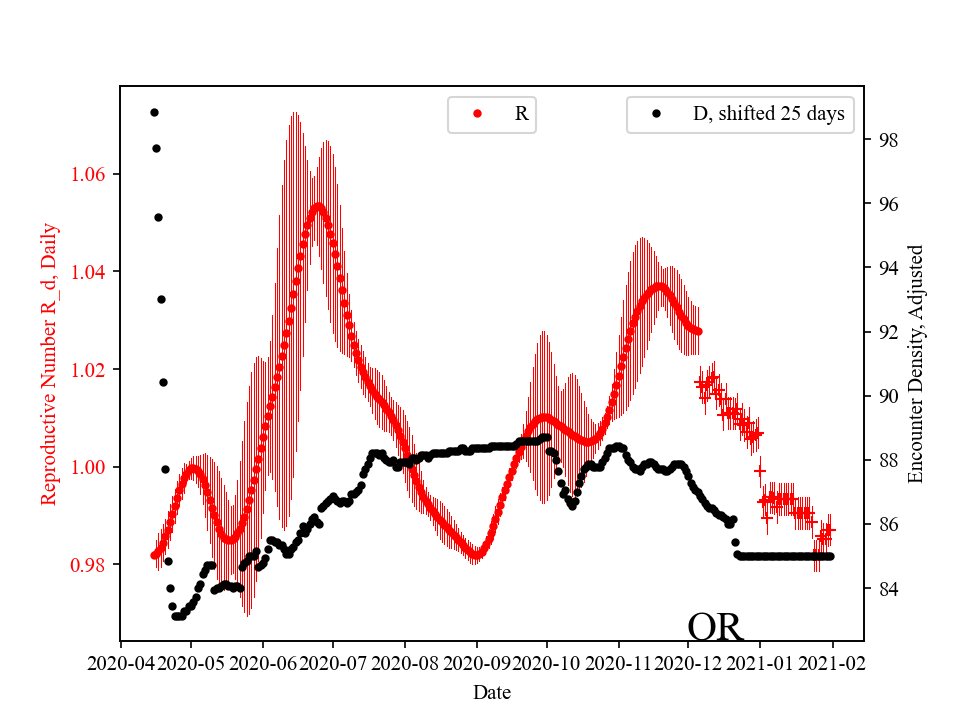 R
D, shifted 25 days
Reproductive Number R_d, Daily
1.06
1.04
1.02
1.00
0.98
98
96
94
92
90
88
86
84
Encounter Density, Adjusted
OR
2020-04 2020-05 2020-06 2020-07 2020-08 2020-09 2020-10 2020-11 2020-12 2021-01 2021-02
Date